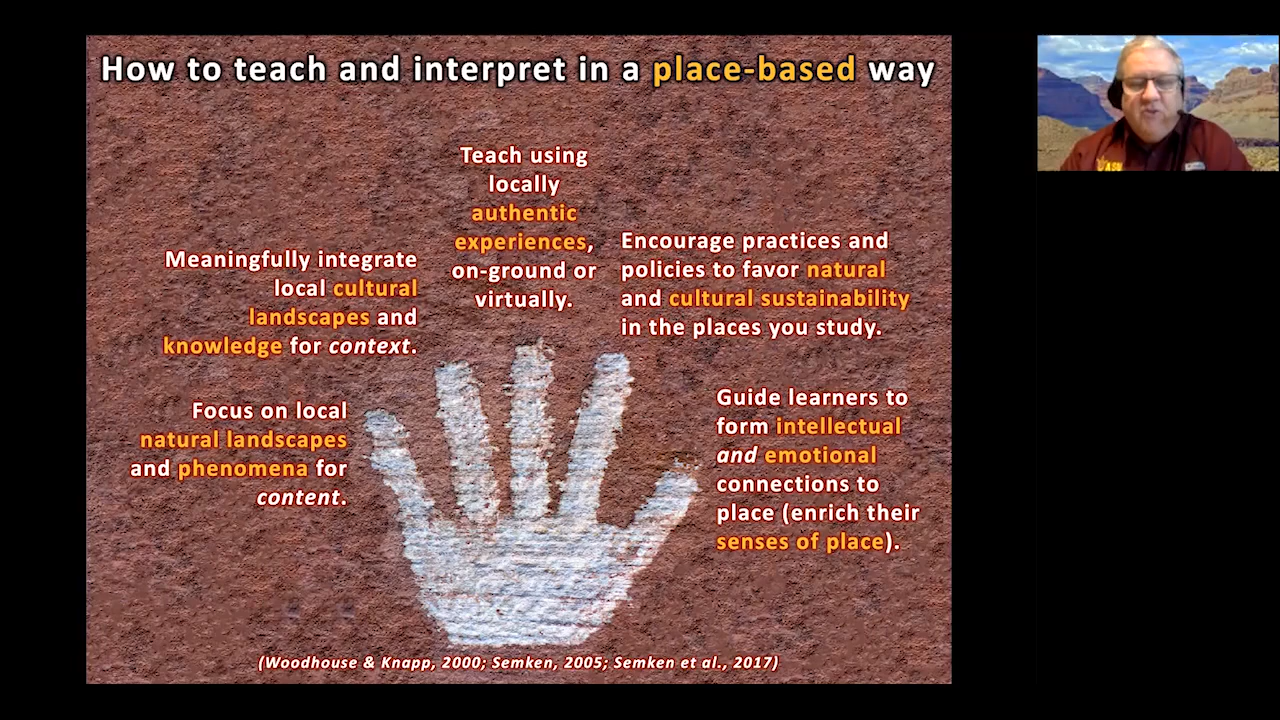 How to teach and interpret in a place-based way
Teach using
locally
authentic
experiences,
on-ground or
virtually.
Meaningfully integrate
local cultural
landscapes and
knowledge for context.
Encourage practices and
policies to favor natural
and cultural sustainability
in the places you study.
Focus on local
natural landscapes
and phenomena for
content.
Guide learners to
form intellectual
and emotional
connections to
place (enrich their
senses of place).
(Woodhouse & Knapp, 2000; Semken, 2005; Semken et al., 2017)
ASU